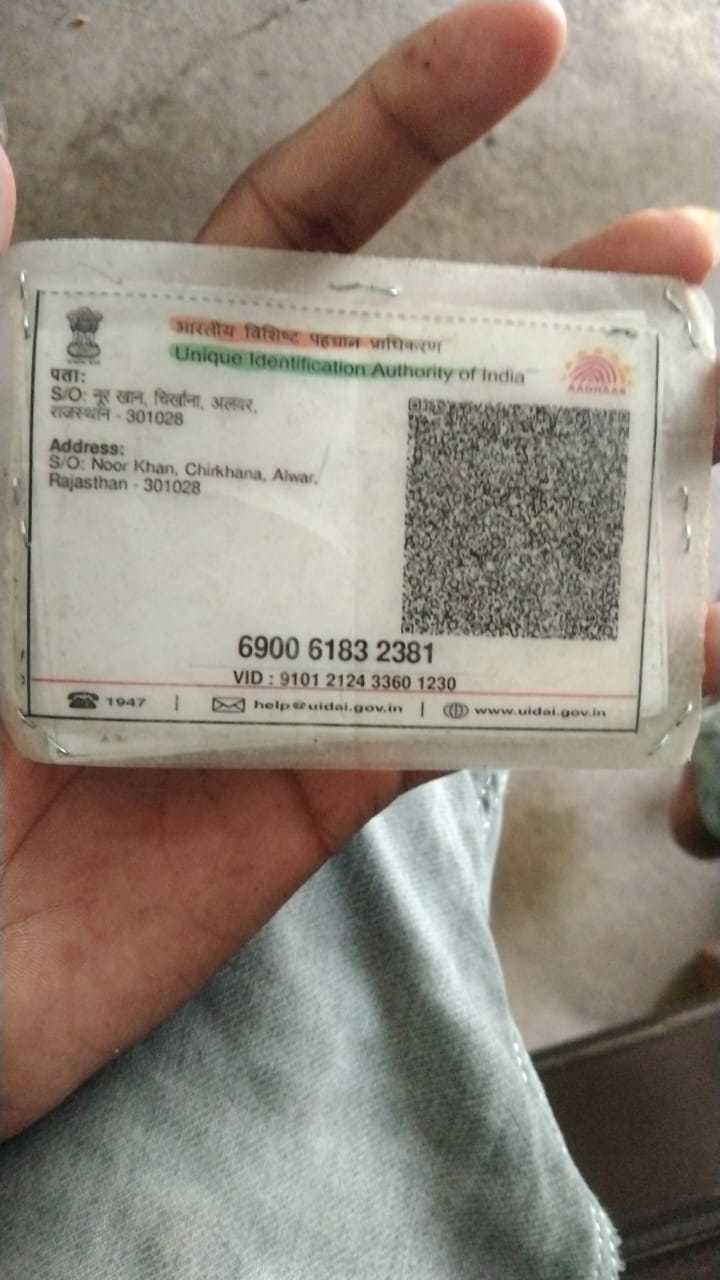 भारतीय विशिष्ट पहचान प्राधिकरण
Unique Identification Authority of India
AADHAAR
पता:
S/O: नूर खान, चिरखाना, अलवर,
राजस्थान - 301028
Address:
S/O: Noor Khan, Chirkhana, Alwar,
Rajasthan - 301028
6900 6183 2381
VID : 9101 2124 3360 1230
1947 | help@uidai.gov.in | www.uidai.gov.in